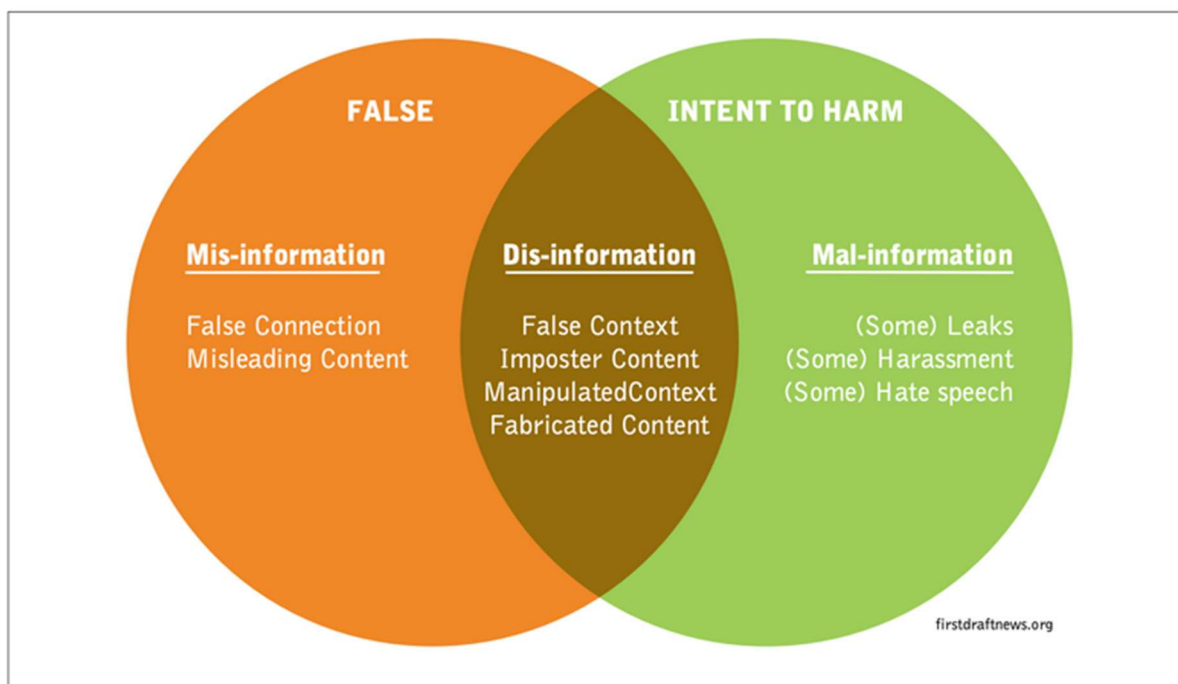 FALSE
INTENT TO HARM
Mis-information
False Connection
Misleading Content
Dis-information
False Context
Imposter Content
ManipulatedContext
Fabricated Content
Mal-information
(Some) Leaks
(Some) Harassment
(Some) Hate speech
firstdraftnews.org